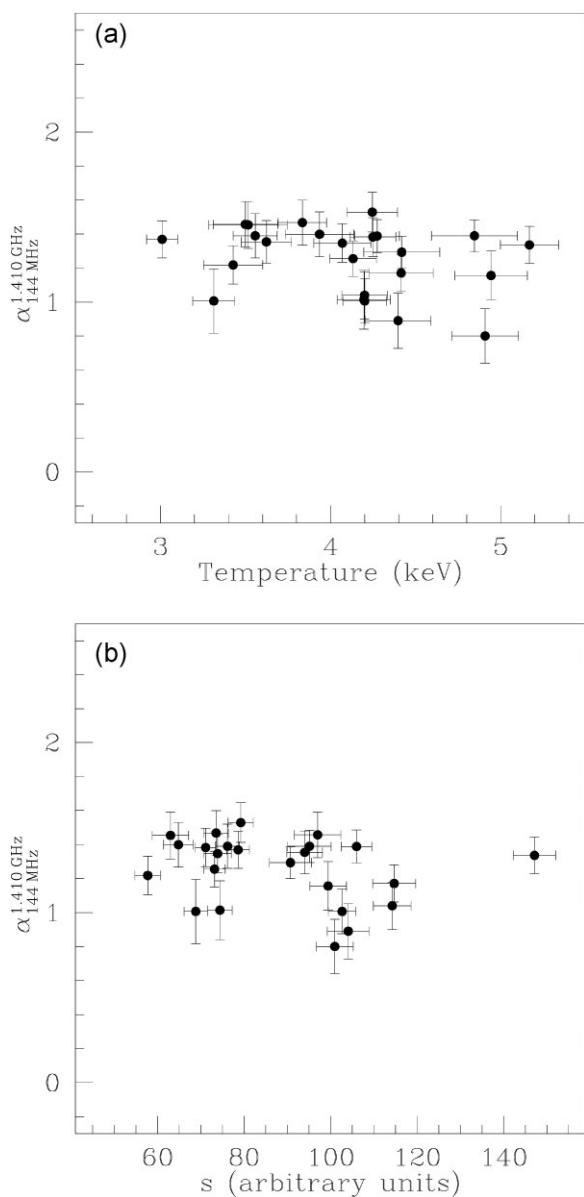 (a)
2
1
0
α 1.410 GHz 144 MHz
3 4 5
Temperature (keV)
(b)
2
1
0
α 1.410 GHz 144 MHz
60 80 100 120 140
s (arbitrary units)